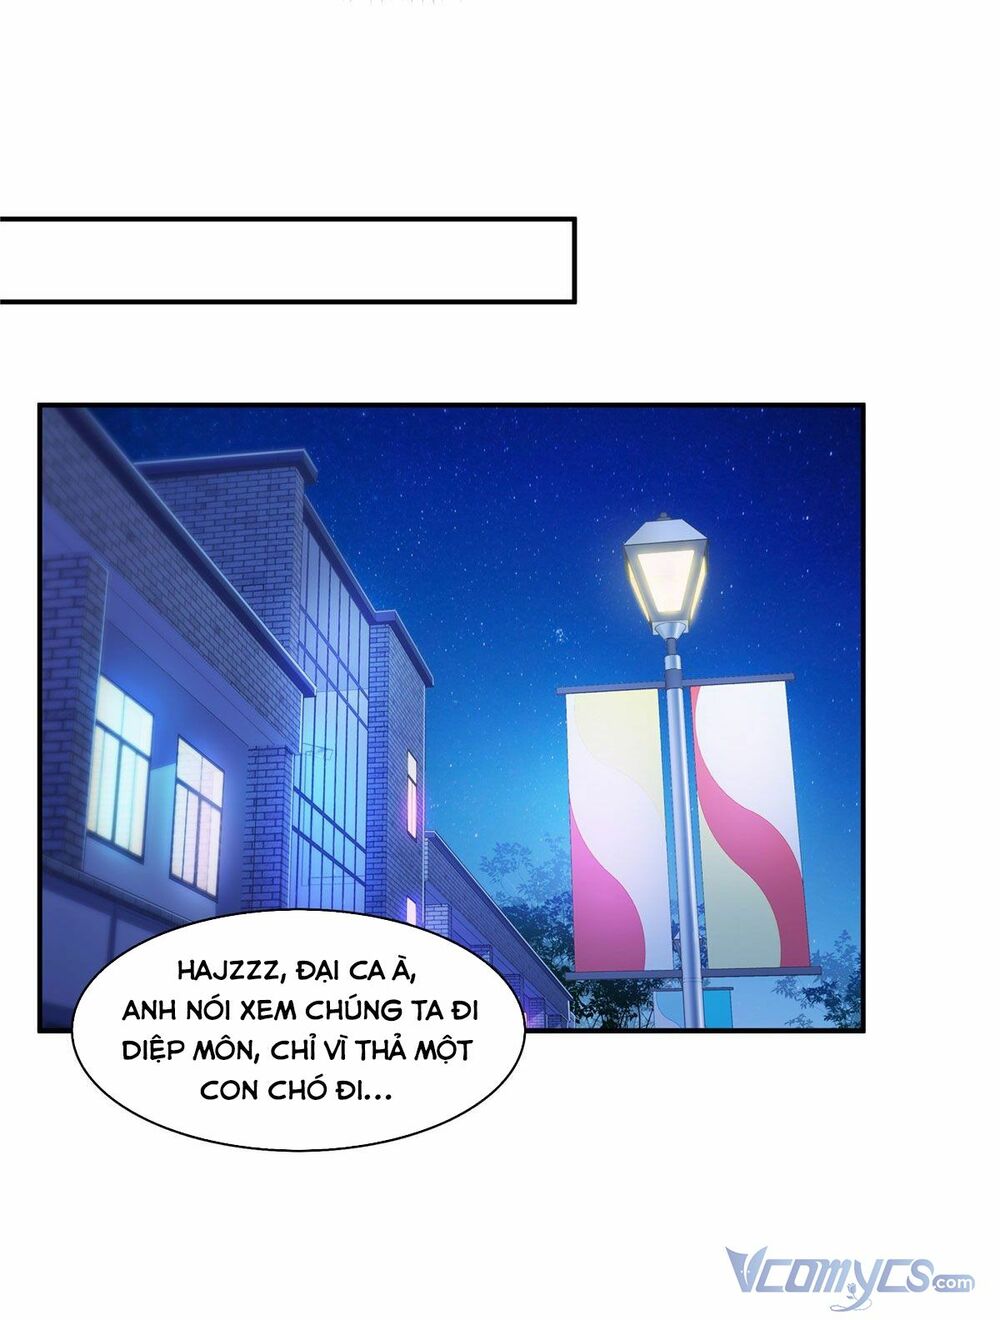 HAJZZZ, ĐẠI CA À,
ANH NÓI XEM CHÚNG TA ĐI
DIỆP MÔN, CHỈ VÌ THẢ MỘT
CON CHÓ ĐI...
VCOMYCS.com